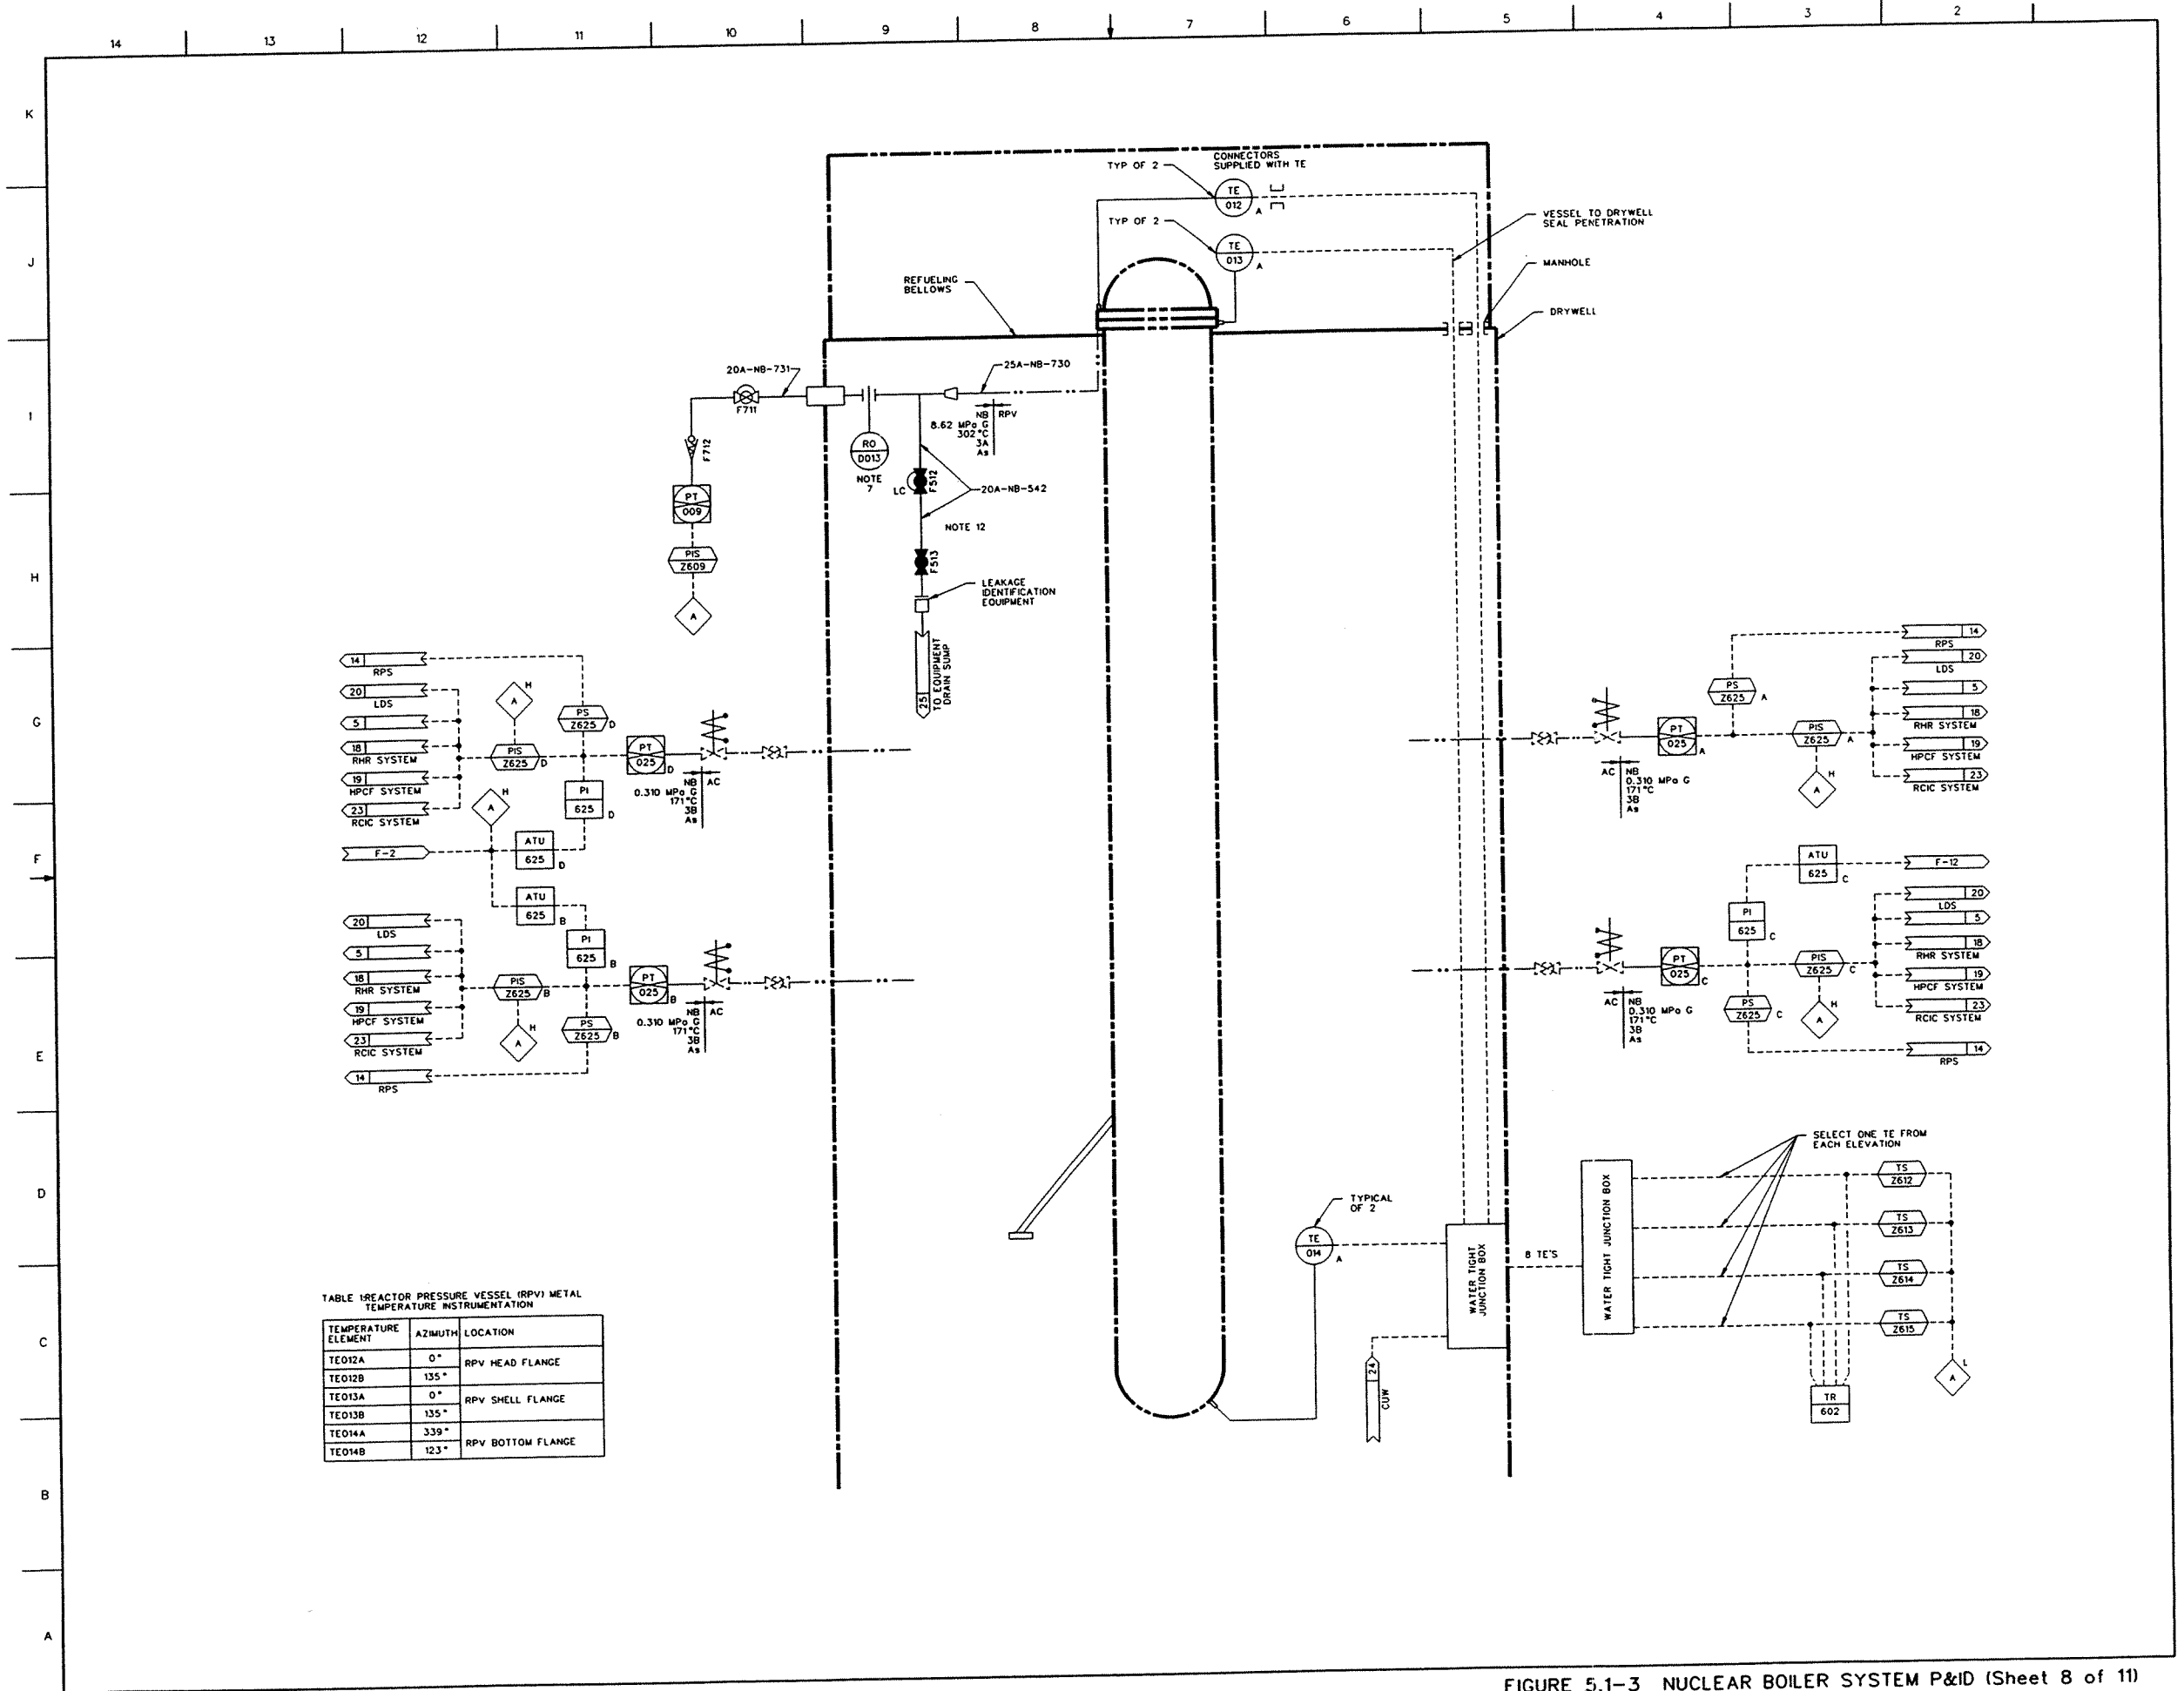 14 13 12 11 10 9 8 7 6 5 4 3 2
K
J
I
H
G
F
E
D
C
B
A
TYP OF 2
CONNECTORS
SUPPLIED WITH TE
TE
012
A
TYP OF 2
TE
013
A
VESSEL TO DRYWELL
SEAL PENETRATION
MANHOLE
DRYWELL
REFUELING
BELLOWS
20A-NB-731
25A-NB-730
F711
NB RPV
8.62 MPa G
302°C
3A
As
F712
RO
D013
NOTE
7
LC
F512
20A-NB-542
NOTE 12
PT
009
PIS
Z609
A
F513
LEAKAGE
IDENTIFICATION
EQUIPMENT
25
TO EQUIPMENT
DRAIN SUMP
14
RPS
20
LDS
5
18
RHR SYSTEM
19
HPCF SYSTEM
23
RCIC SYSTEM
F-2
A H
PS
Z625 D
PIS
Z625 D
PT
025 D
PI
625 D
A H
ATU
625 D
NB AC
0.310 MPa G
171°C
3B
As
ATU
625 B
PI
625 B
20
LDS
5
18
RHR SYSTEM
19
HPCF SYSTEM
23
RCIC SYSTEM
14
RPS
PIS
Z625 B
PT
025 B
PS
Z625 B
A H
NB AC
0.310 MPa G
171°C
3B
As
14
RPS
20
LDS
5
18
RHR SYSTEM
19
HPCF SYSTEM
23
RCIC SYSTEM
PS
Z625 A
PT
025 A
PIS
Z625 A
A H
AC NB
0.310 MPa G
171°C
3B
As
ATU
625 C
F-12
PI
625 C
20
LDS
5
18
RHR SYSTEM
19
HPCF SYSTEM
23
RCIC SYSTEM
14
RPS
PT
025 C
PIS
Z625 C
PS
Z625 C
A H
AC NB
0.310 MPa G
171°C
3B
As
SELECT ONE TE FROM
EACH ELEVATION
TYPICAL
OF 2
TE
014
A
WATER TIGHT
JUNCTION BOX
8 TE'S
WATER TIGHT JUNCTION BOX
TS
Z612
TS
Z613
TS
Z614
TS
Z615
TR
602
A L
24
CUW
TABLE 1:REACTOR PRESSURE VESSEL (RPV) METAL
TEMPERATURE INSTRUMENTATION
TEMPERATURE
ELEMENT AZIMUTH LOCATION
TE012A 0° RPV HEAD FLANGE
TE012B 135°
TE013A 0° RPV SHELL FLANGE
TE013B 135°
TE014A 339° RPV BOTTOM FLANGE
TE014B 123°
FIGURE 5.1-3 NUCLEAR BOILER SYSTEM P&ID (Sheet 8 of 11)